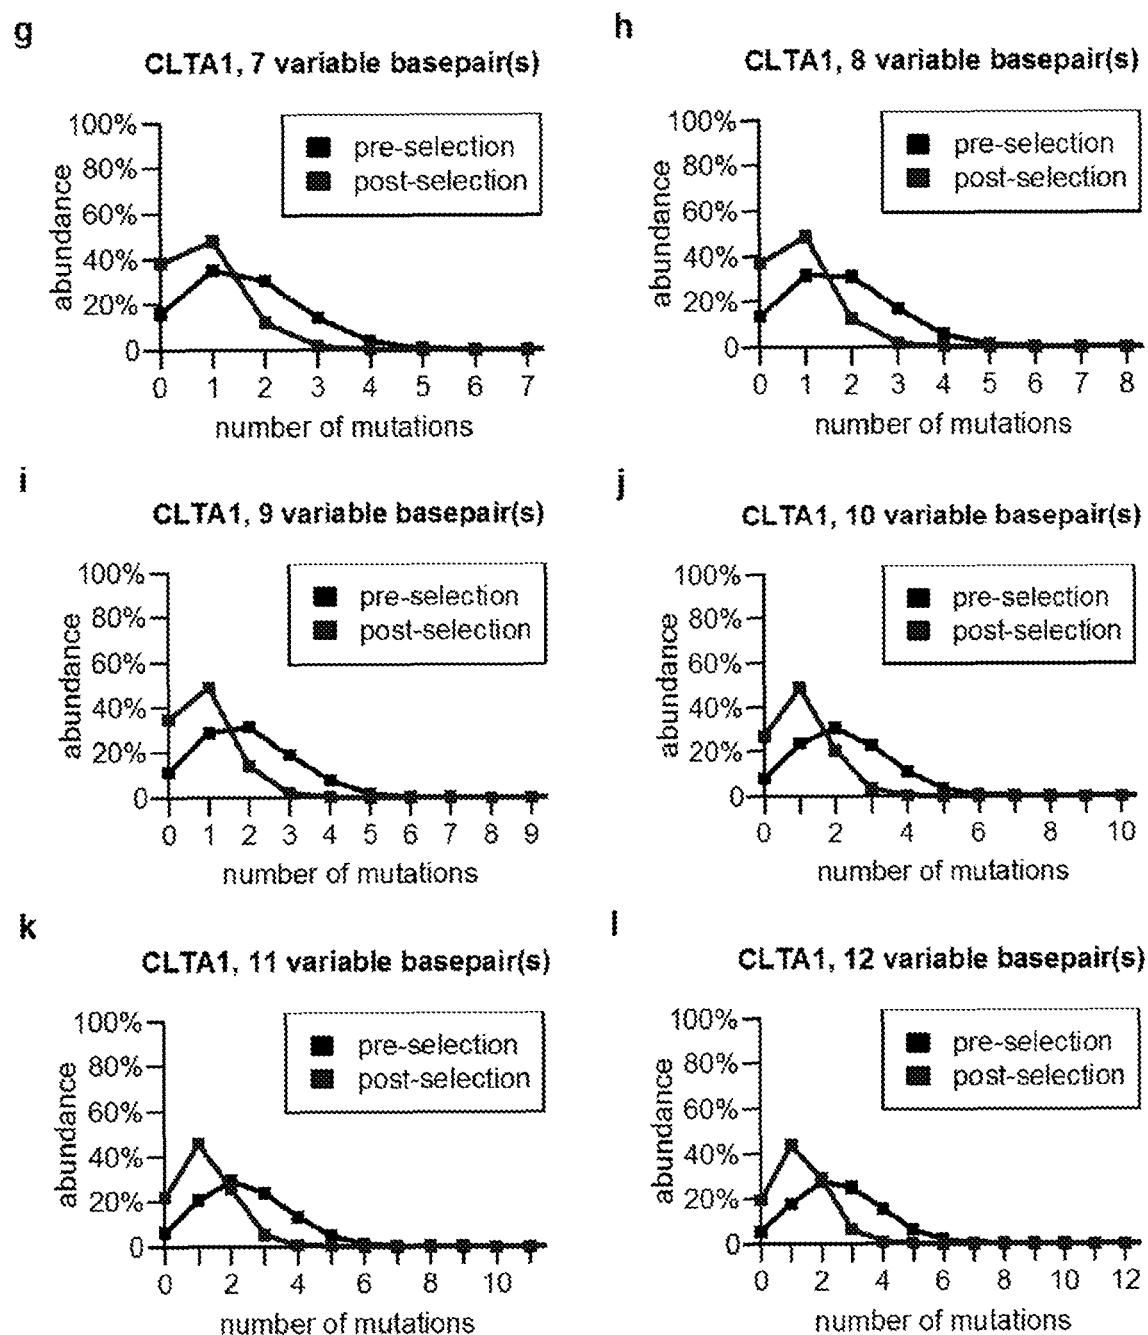 g
CLTA1, 7 variable basepair(s)
100%
80%
60%
40%
20%
0
abundance
pre-selection
post-selection
0 1 2 3 4 5 6 7
number of mutations
h
CLTA1, 8 variable basepair(s)
100%
80%
60%
40%
20%
0
abundance
pre-selection
post-selection
0 1 2 3 4 5 6 7 8
number of mutations
i
CLTA1, 9 variable basepair(s)
100%
80%
60%
40%
20%
0
abundance
pre-selection
post-selection
0 1 2 3 4 5 6 7 8 9
number of mutations
j
CLTA1, 10 variable basepair(s)
100%
80%
60%
40%
20%
0
abundance
pre-selection
post-selection
0 2 4 6 8 10
number of mutations
k
CLTA1, 11 variable basepair(s)
100%
80%
60%
40%
20%
0
abundance
pre-selection
post-selection
0 2 4 6 8 10
number of mutations
l
CLTA1, 12 variable basepair(s)
100%
80%
60%
40%
20%
0
abundance
pre-selection
post-selection
0 2 4 6 8 10 12
number of mutations